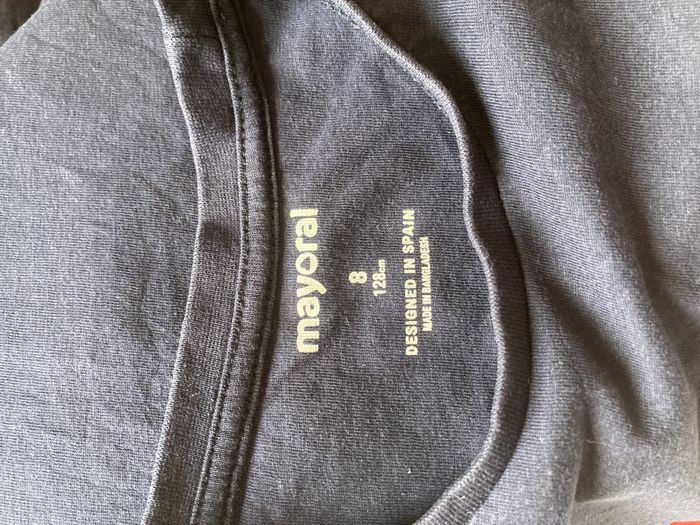 mayoral
8
128cm
DESIGNED IN SPAIN
MADE IN BANGLADESH